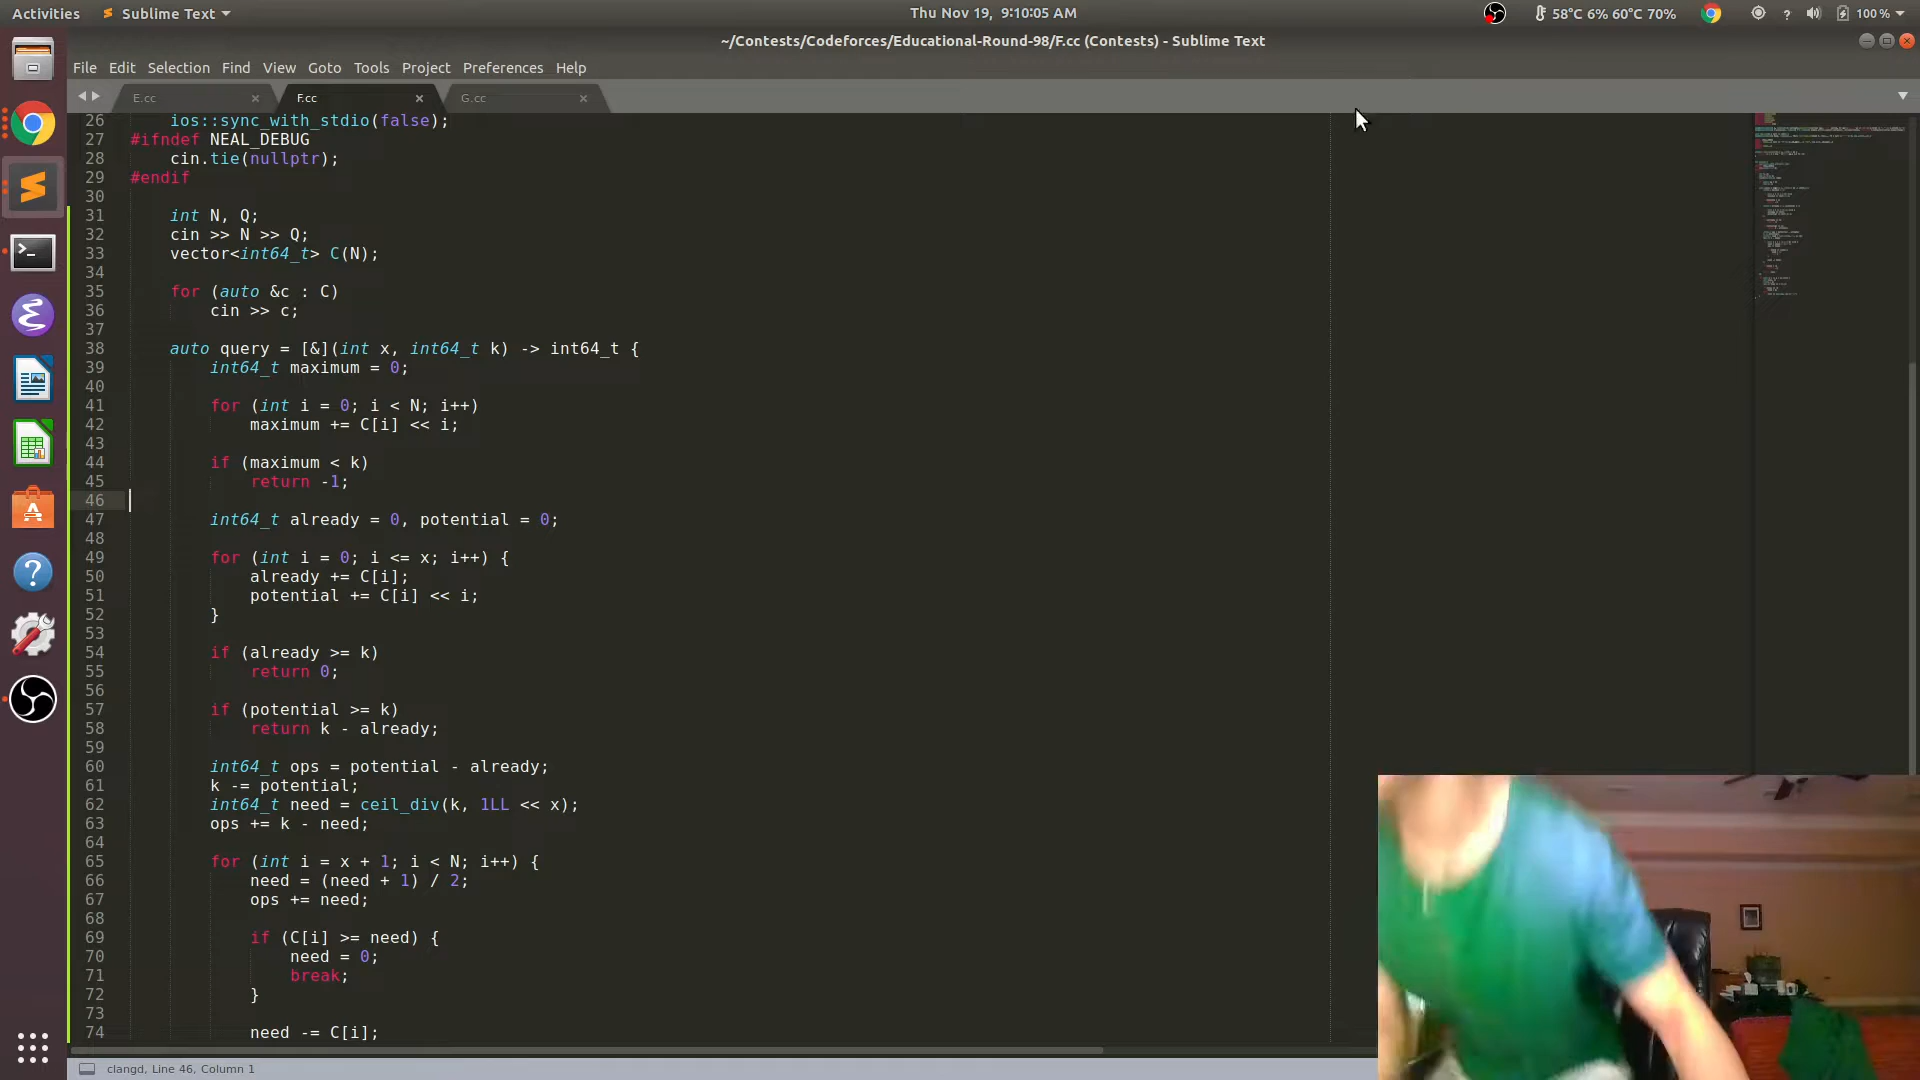 Activities
Sublime Text
Thu Nov 19, 9:10:05 AM
58°C 6% 60°C 70%
?
100 %
~/Contests/Codeforces/Educational-Round-98/F.cc (Contests) - Sublime Text
File Edit Selection Find View Goto Tools Project Preferences Help
E.cc
F.cc
G.cc
26 ios::sync_with_stdio(false);
27 #ifndef NEAL_DEBUG
28 cin.tie(nullptr);
29 #endif
30
31 int N, Q;
32 cin >> N >> Q;
33 vector<int64_t> C(N);
34
35 for (auto &c : C)
36 cin >> c;
37
38 auto query = [&](int x, int64_t k) -> int64_t {
39 int64_t maximum = 0;
40
41 for (int i = 0; i < N; i++)
42 maximum += C[i] << i;
43
44 if (maximum < k)
45 return -1;
46
47 int64_t already = 0, potential = 0;
48
49 for (int i = 0; i <= x; i++) {
50 already += C[i];
51 potential += C[i] << i;
52 }
53
54 if (already >= k)
55 return 0;
56
57 if (potential >= k)
58 return k - already;
59
60 int64_t ops = potential - already;
61 k -= potential;
62 int64_t need = ceil_div(k, 1LL << x);
63 ops += k - need;
64
65 for (int i = x + 1; i < N; i++) {
66 need = (need + 1) / 2;
67 ops += need;
68
69 if (C[i] >= need) {
70 need = 0;
71 break;
72 }
73
74 need -= C[i];
clangd, Line 46, Column 1